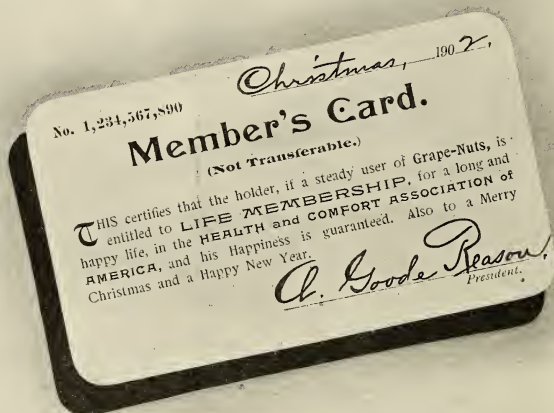 Christmas, 1902.
No. 1,234,567,890
Member's Card.
(Not Transferable.)
THIS certifies that the holder, if a steady user of Grape-Nuts, is
entitled to LIFE MEMBERSHIP, for a long and
happy life, in the HEALTH and COMFORT ASSOCIATION of
AMERICA, and his Happiness is guaranteed. Also to a Merry
Christmas and a Happy New Year.
A. Goode Reason,
President.